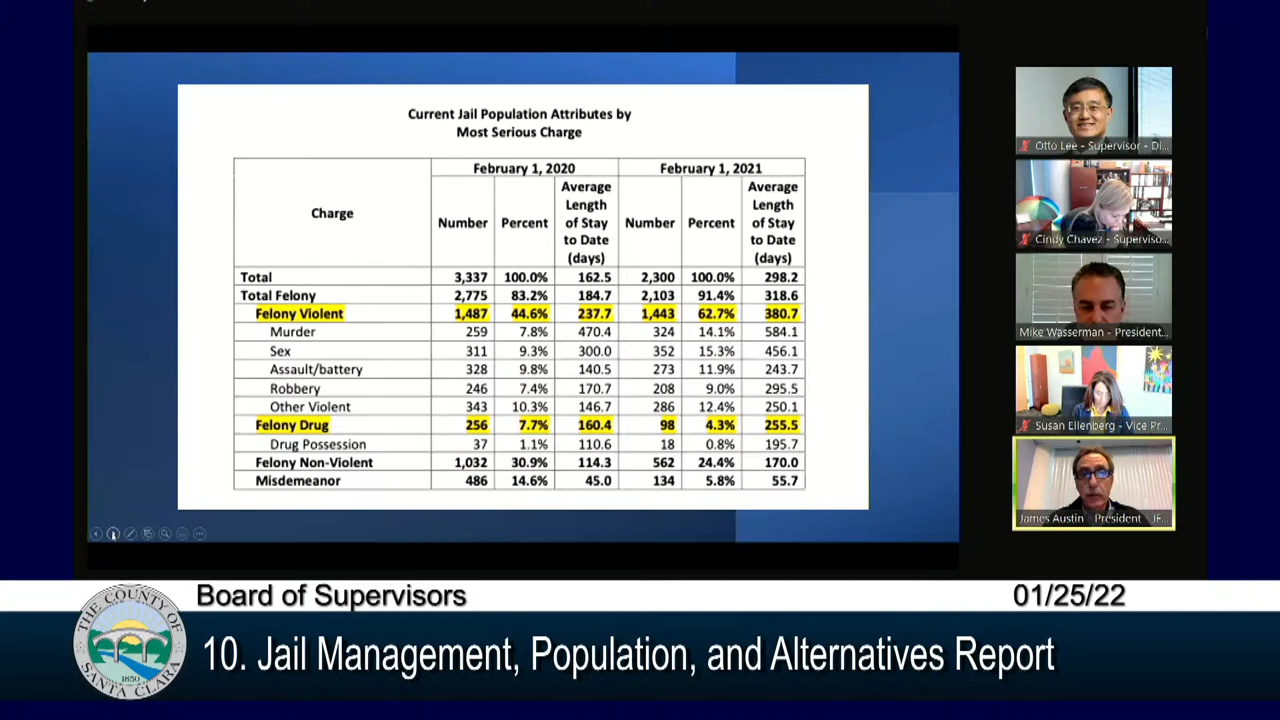 Current Jail Population Attributes by
Most Serious Charge
February 1, 2020 February 1, 2021
Charge Number Percent Average Length of Stay to Date (days) Number Percent Average Length of Stay to Date (days)
Total 3,337 100.0% 162.5 2,300 100.0% 298.2
Total Felony 2,775 83.2% 184.7 2,103 91.4% 318.6
Felony Violent 1,487 44.6% 237.7 1,443 62.7% 380.7
Murder 259 7.8% 470.4 324 14.1% 584.1
Sex 311 9.3% 300.0 352 15.3% 456.1
Assault/battery 328 9.8% 140.5 273 11.9% 243.7
Robbery 246 7.4% 170.7 208 9.0% 295.5
Other Violent 343 10.3% 146.7 286 12.4% 250.1
Felony Drug 256 7.7% 160.4 98 4.3% 255.5
Drug Possession 37 1.1% 110.6 18 0.8% 195.7
Felony Non-Violent 1,032 30.9% 114.3 562 24.4% 170.0
Misdemeanor 486 14.6% 45.0 134 5.8% 55.7
Otto Lee - Supervisor - Di...
Cindy Chavez - Superviso...
Mike Wasserman - President...
Susan Ellenberg - Vice Pr...
James Austin - President - JF...
THE COUNTY OF SANTA CLARA
1850
Board of Supervisors 01/25/22
10. Jail Management, Population, and Alternatives Report